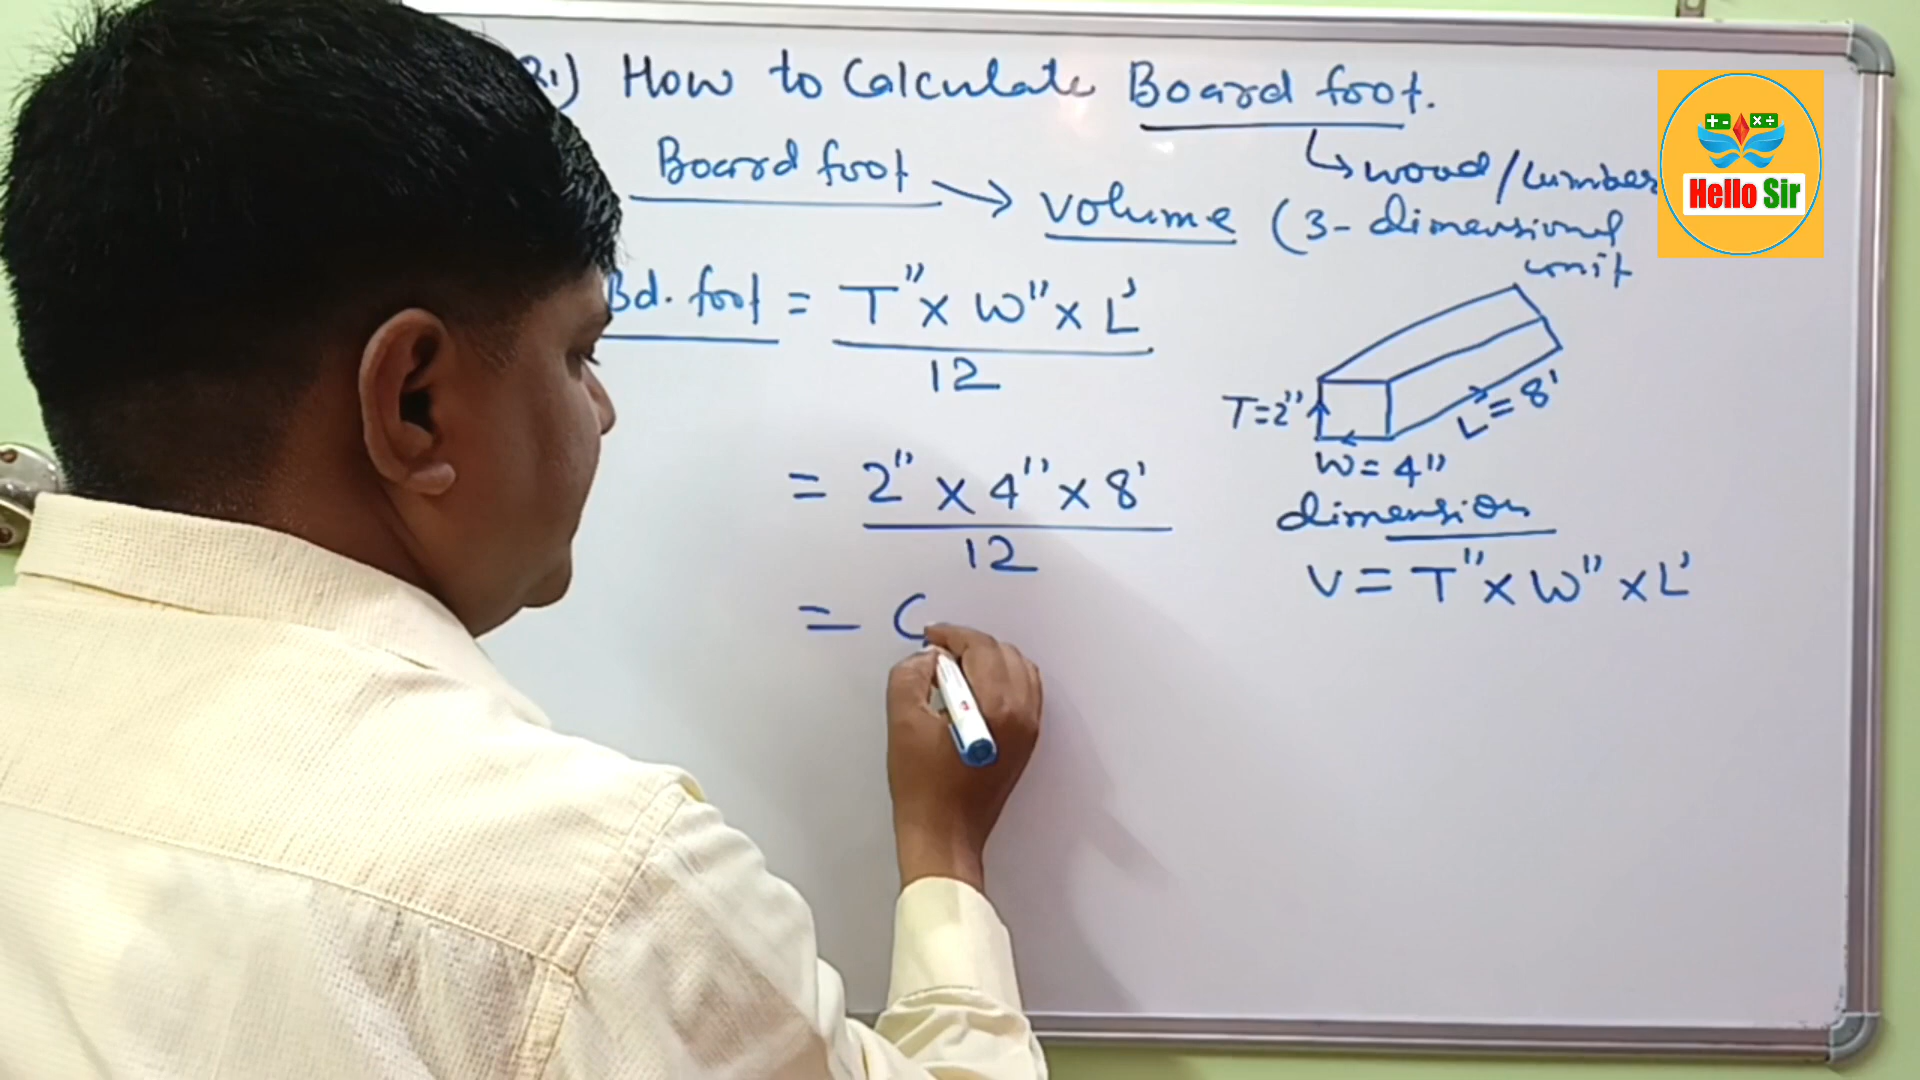 1) How to Calculate Board foot.
wood/Lumber
Board foot → volume (3-dimensional
unit
Bd. foot = T" x W" x L'
12
T=2"
L=8'
W=4"
dimension
= 2" x 4" x 8'
12
V = T" x W" x L'
=
+ - × ÷
Hello Sir